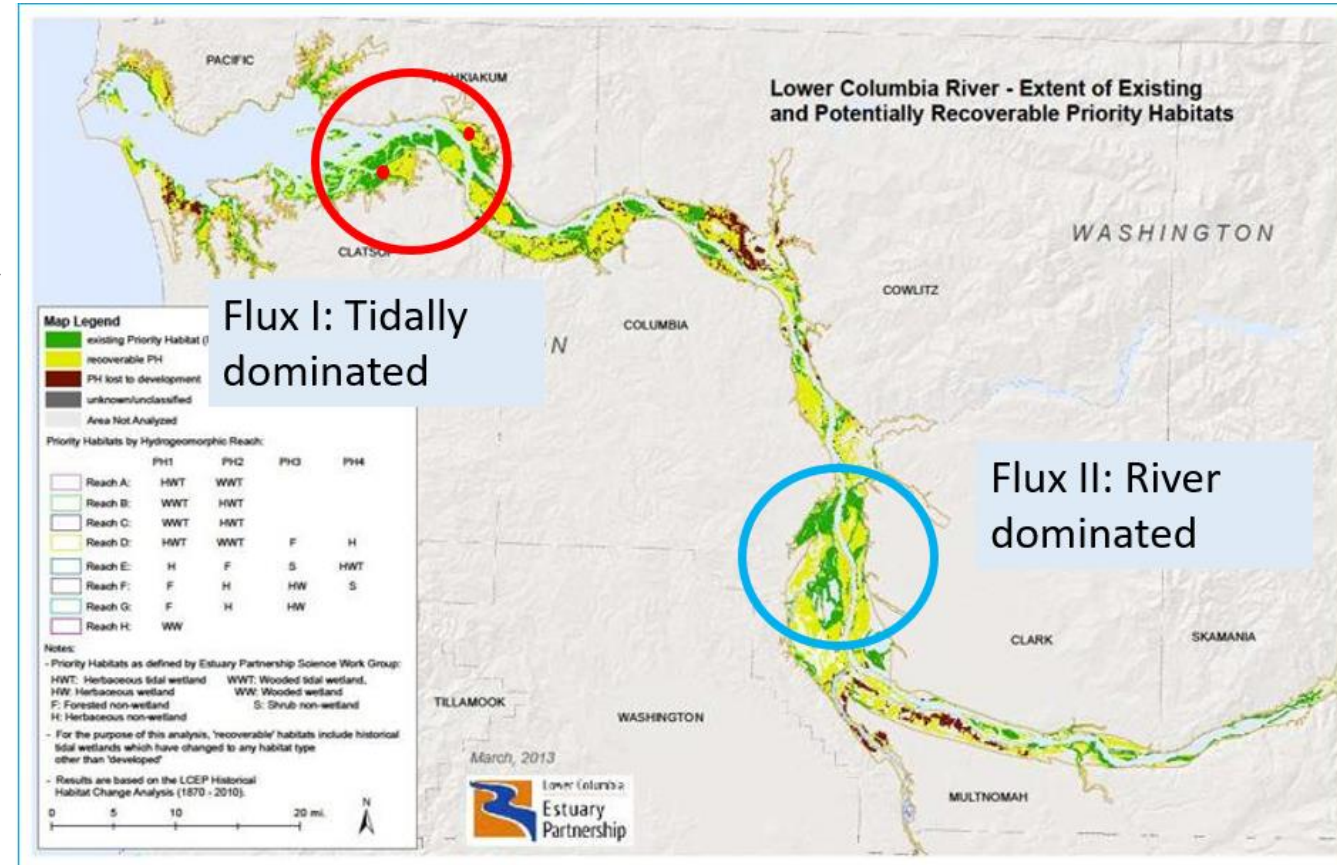 PACIFIC
Lower Columbia River - Extent of Existing
and Potentially Recoverable Priority Habitats
WASHINGTON
COWLITZ
COLUMBIA
N
Flux I: Tidally
dominated
Flux II: River
dominated
CLARK
SKAMANIA
TILLAMOOK
WASHINGTON
MULTNOMAH
March, 2013
Lower Columbia
Estuary
Partnership
Map Legend
existing Priority Habitat
recoverable PH
PH lost to development
unknown/unclassified
Area Not Analyzed
Priority Habitats by Hydrogeomorphic Reach:
PH1 PH2 PH3 PH4
Reach A: HWT WWT
Reach B: WWT HWT
Reach C: WWT HWT
Reach D: HWT WWT F H
Reach E: H F S HWT
Reach F: F H HW S
Reach G: F H HW
Reach H: WW
Notes:
- Priority Habitats as defined by Estuary Partnership Science Work Group:
HWT: Herbaceous tidal wetland WWT: Wooded tidal wetland,
HW: Herbaceous wetland WW: Wooded wetland
F: Forested non-wetland S: Shrub non-wetland
H: Herbaceous non-wetland
- For the purpose of this analysis, 'recoverable' habitats include historical
tidal wetlands which have changed to any habitat type
other than 'developed'
- Results are based on the LCEP Historical
Habitat Change Analysis (1870 - 2010).
0 5 10 20 mi.
N